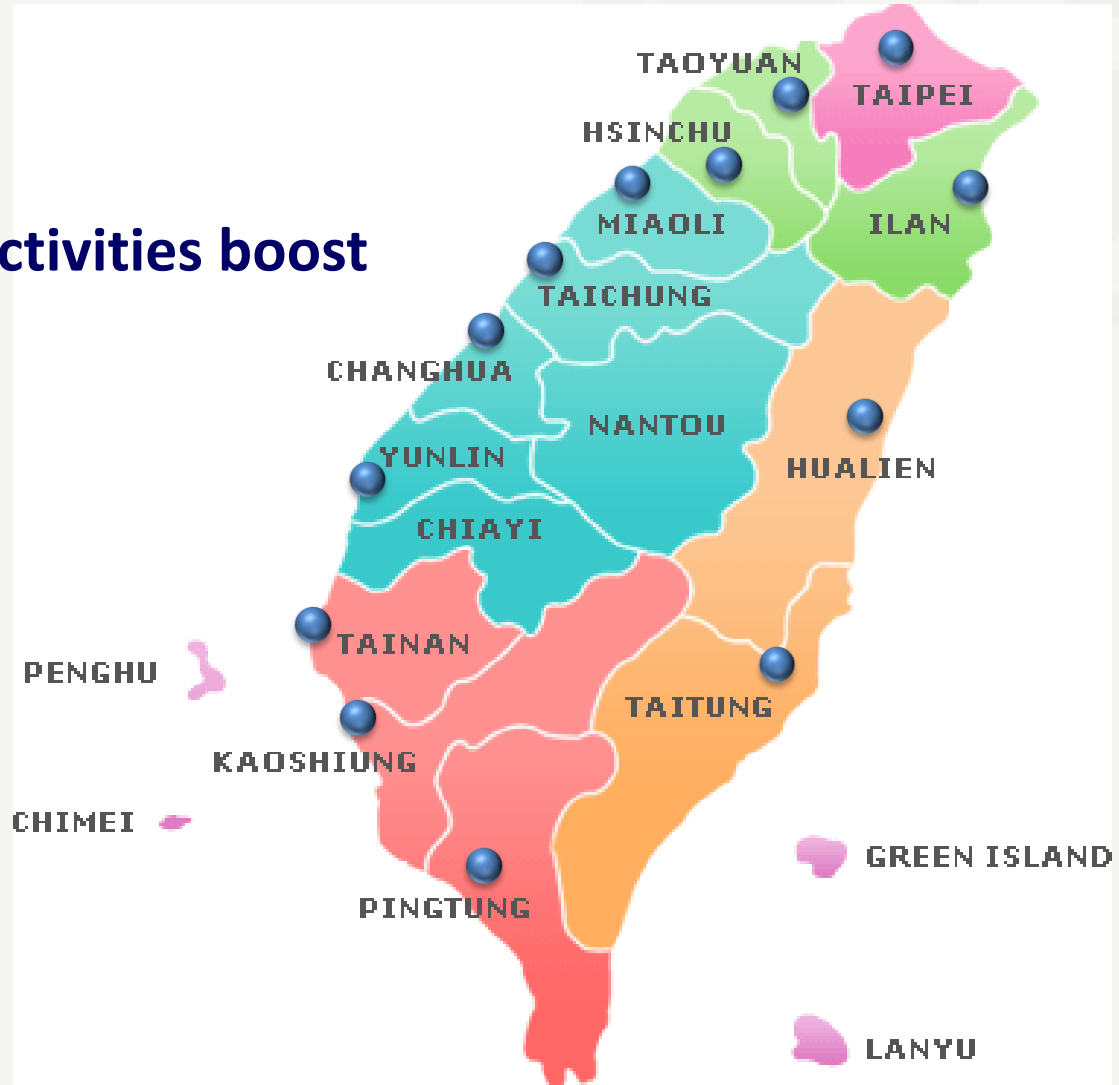 TAOYUAN
TAIPEI
HSINCHU
MIAOLI
ILAN
ctivities boost
TAICHUNG
CHANGHUA
NANTOU
YUNLIN
HUALIEN
CHIAYI
TAINAN
PENGHU
TAITUNG
KAOSHIUNG
CHIMEI
GREEN ISLAND
PINGTUNG
LANYU